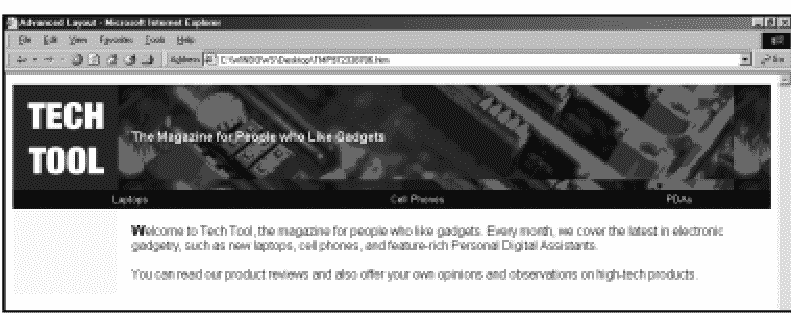 Advanced Layout - Microsoft Internet Explorer
File Edit View Favorites Tools Help
Address
TECH
TOOL
The Magazine for People who Like Gadgets
Laptops Cell Phones PDAs
Welcome to Tech Tool, the magazine for people who like gadgets. Every month, we cover the latest in electronic
gadgetry, such as new laptops, cell phones, and feature-rich Personal Digital Assistants.
You can read our product reviews and also offer your own opinions and observations on high-tech products.